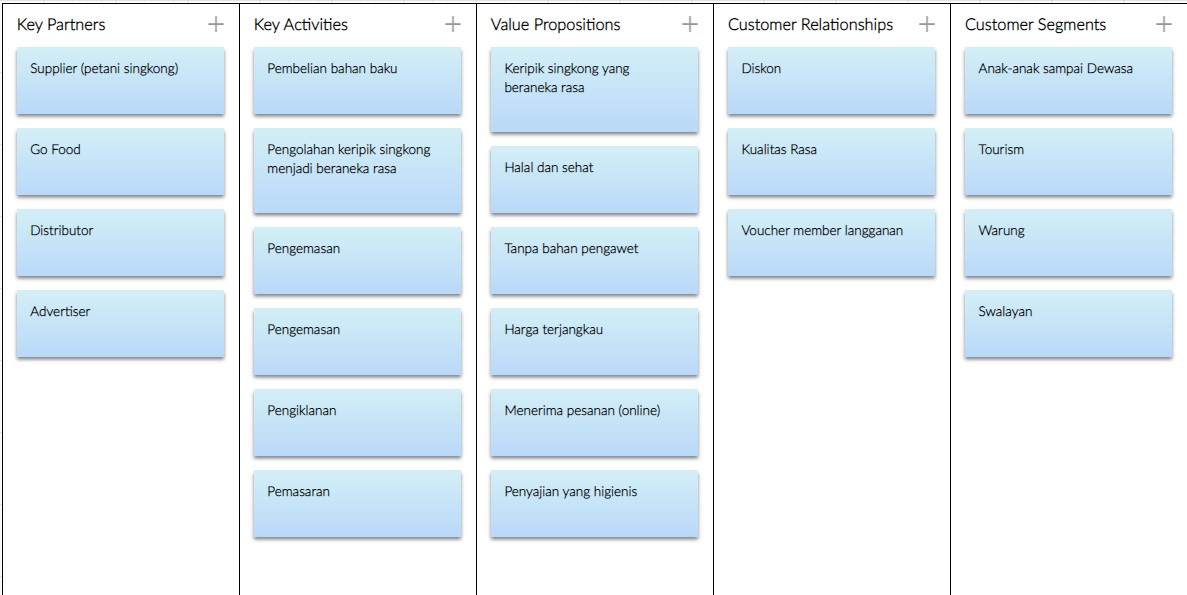 Key Partners
Supplier (petani singkong)
Go Food
Distributor
Advertiser
Key Activities
Pembelian bahan baku
Pengolahan keripik singkong
menjadi beraneka rasa
Pengemasan
Pengemasan
Pengiklanan
Pemasaran
Value Propositions
Keripik singkong yang
beraneka rasa
Halal dan sehat
Tanpa bahan pengawet
Harga terjangkau
Menerima pesanan (online)
Penyajian yang higienis
Customer Relationships
Diskon
Kualitas Rasa
Voucher member langganan
Customer Segments
Anak-anak sampai Dewasa
Tourism
Warung
Swalayan